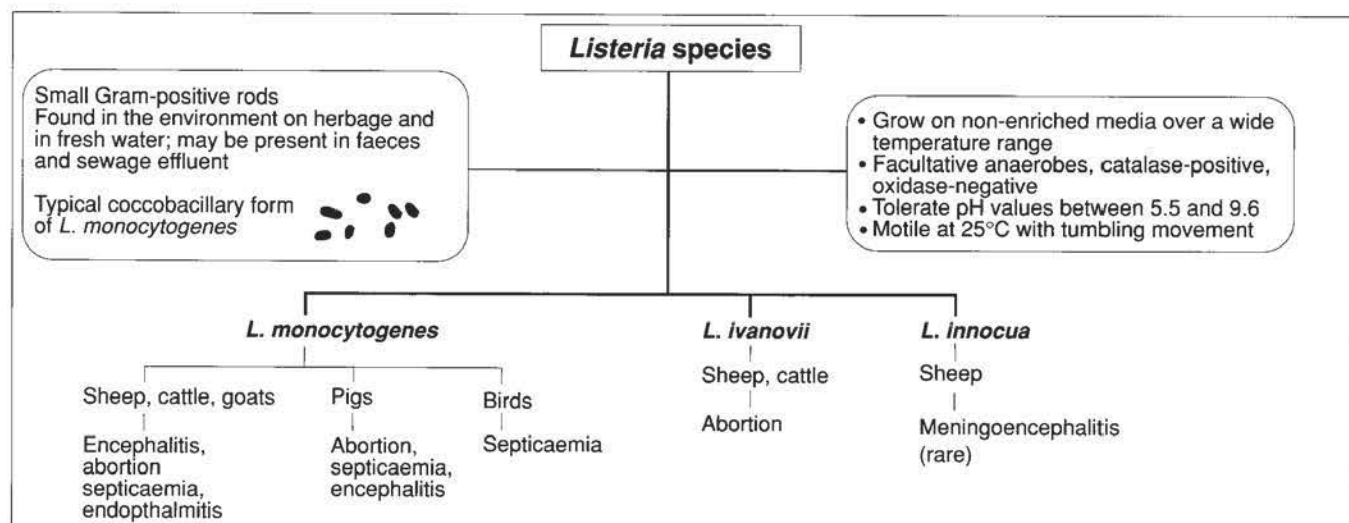 Listeria species
Small Gram-positive rods
Found in the environment on herbage and
in fresh water; may be present in faeces
and sewage effluent
Typical coccobacillary form
of L. monocytogenes
• Grow on non-enriched media over a wide
temperature range
• Facultative anaerobes, catalase-positive,
oxidase-negative
• Tolerate pH values between 5.5 and 9.6
• Motile at 25°C with tumbling movement
L. monocytogenes
Sheep, cattle, goats
Encephalitis,
abortion
septicaemia,
endopthalmitis
Pigs
Abortion,
septicaemia,
encephalitis
Birds
Septicaemia
L. ivanovii
Sheep, cattle
Abortion
L. innocua
Sheep
Meningoencephalitis
(rare)